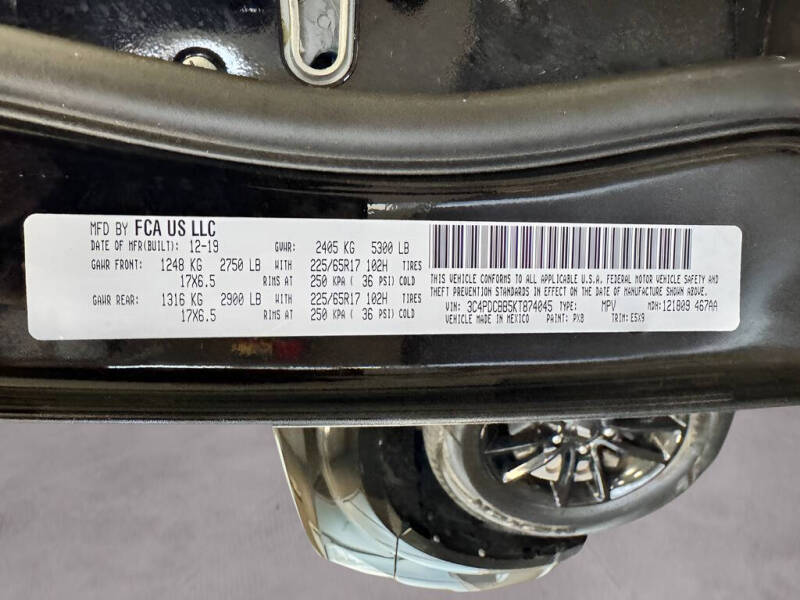 MFD BY FCA US LLC
DATE OF MFR(BUILT): 12-19 GVWR: 2405 KG 5300 LB
GAWR FRONT: 1248 KG 2750 LB WITH 225/65R17 102H TIRES
17X6.5 RIMS AT 250 KPA ( 36 PSI) COLD
GAWR REAR: 1316 KG 2900 LB WITH 225/65R17 102H TIRES
17X6.5 RIMS AT 250 KPA ( 36 PSI) COLD
THIS VEHICLE CONFORMS TO ALL APPLICABLE U.S.A. FEDERAL MOTOR VEHICLE SAFETY AND
THEFT PREVENTION STANDARDS IN EFFECT ON THE DATE OF MANUFACTURE SHOWN ABOVE.
VIN: 3C4PDCBB5KT874045 TYPE: MPV MDH:121809 467AA
VEHICLE MADE IN MEXICO PAINT: PX8 TRIM: E5X9